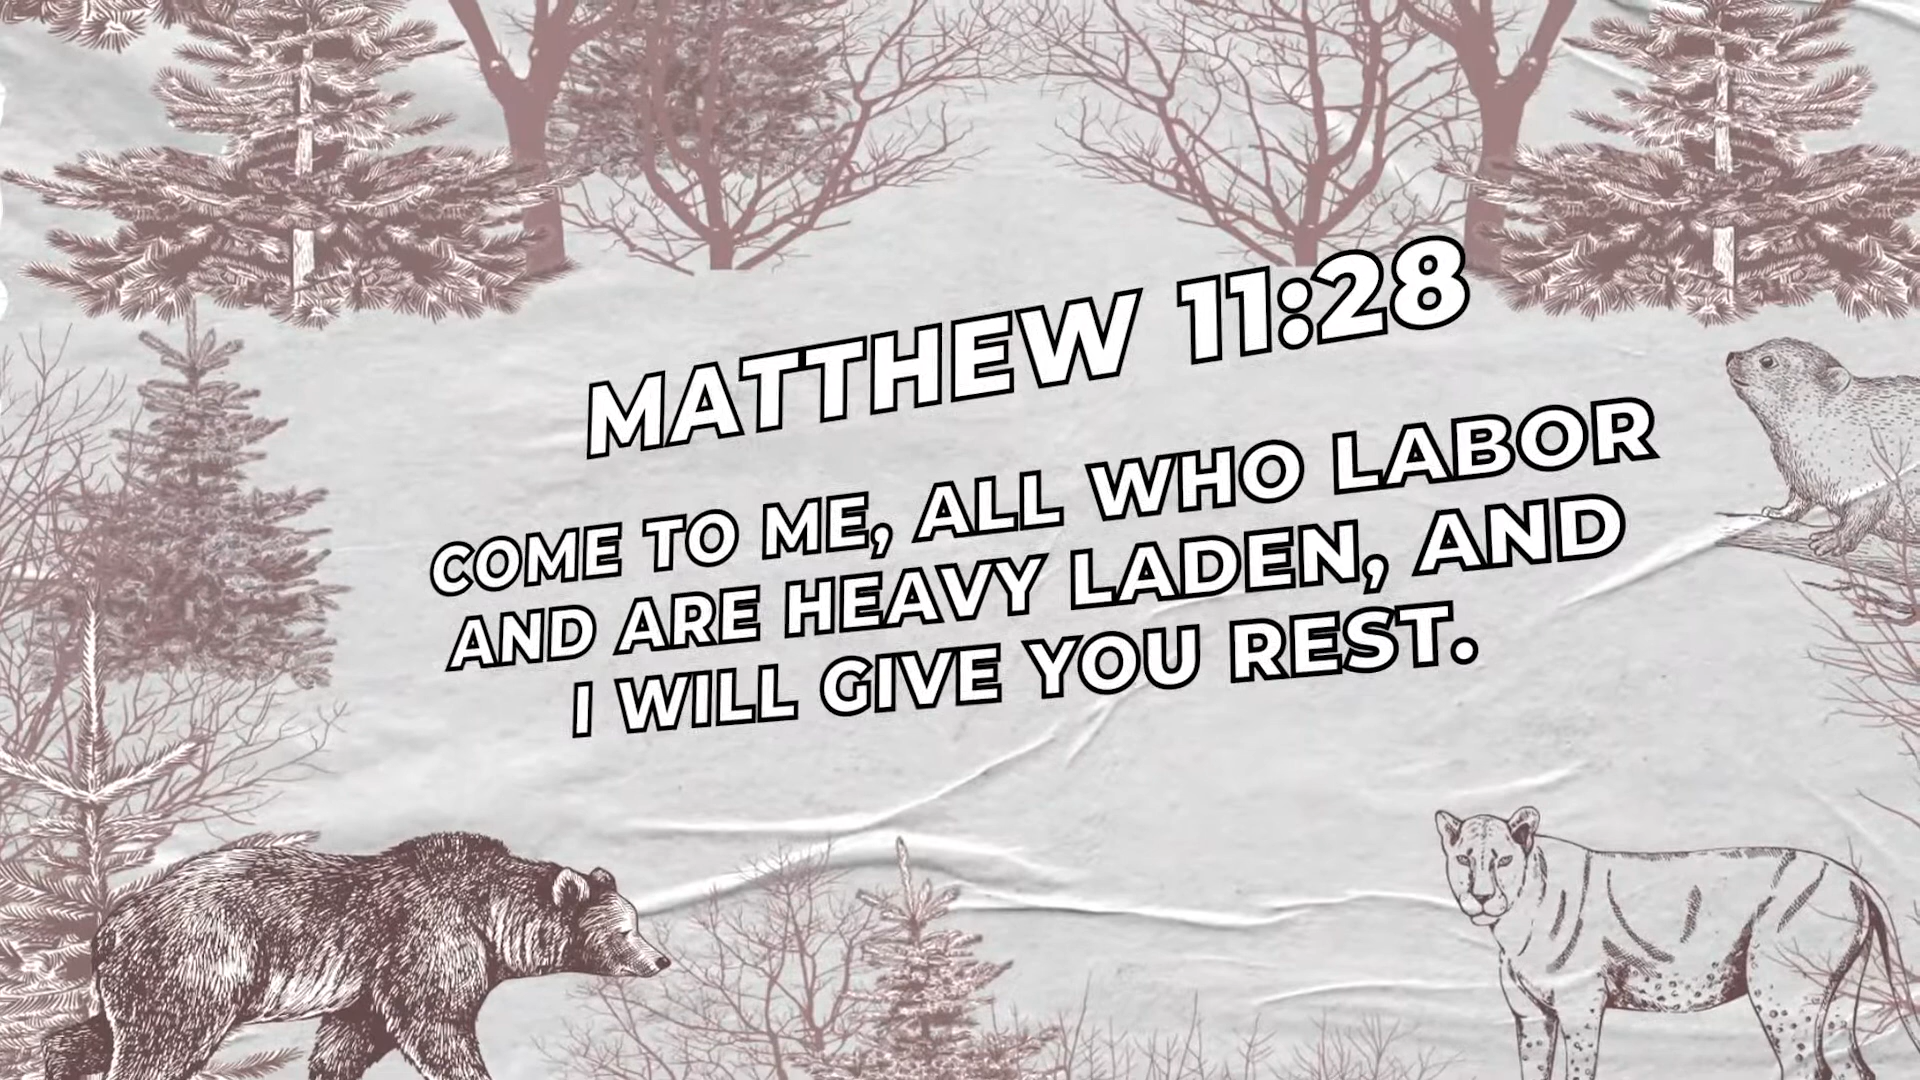 MATTHEW 11:28
COME TO ME, ALL WHO LABOR
AND ARE HEAVY LADEN, AND
I WILL GIVE YOU REST.